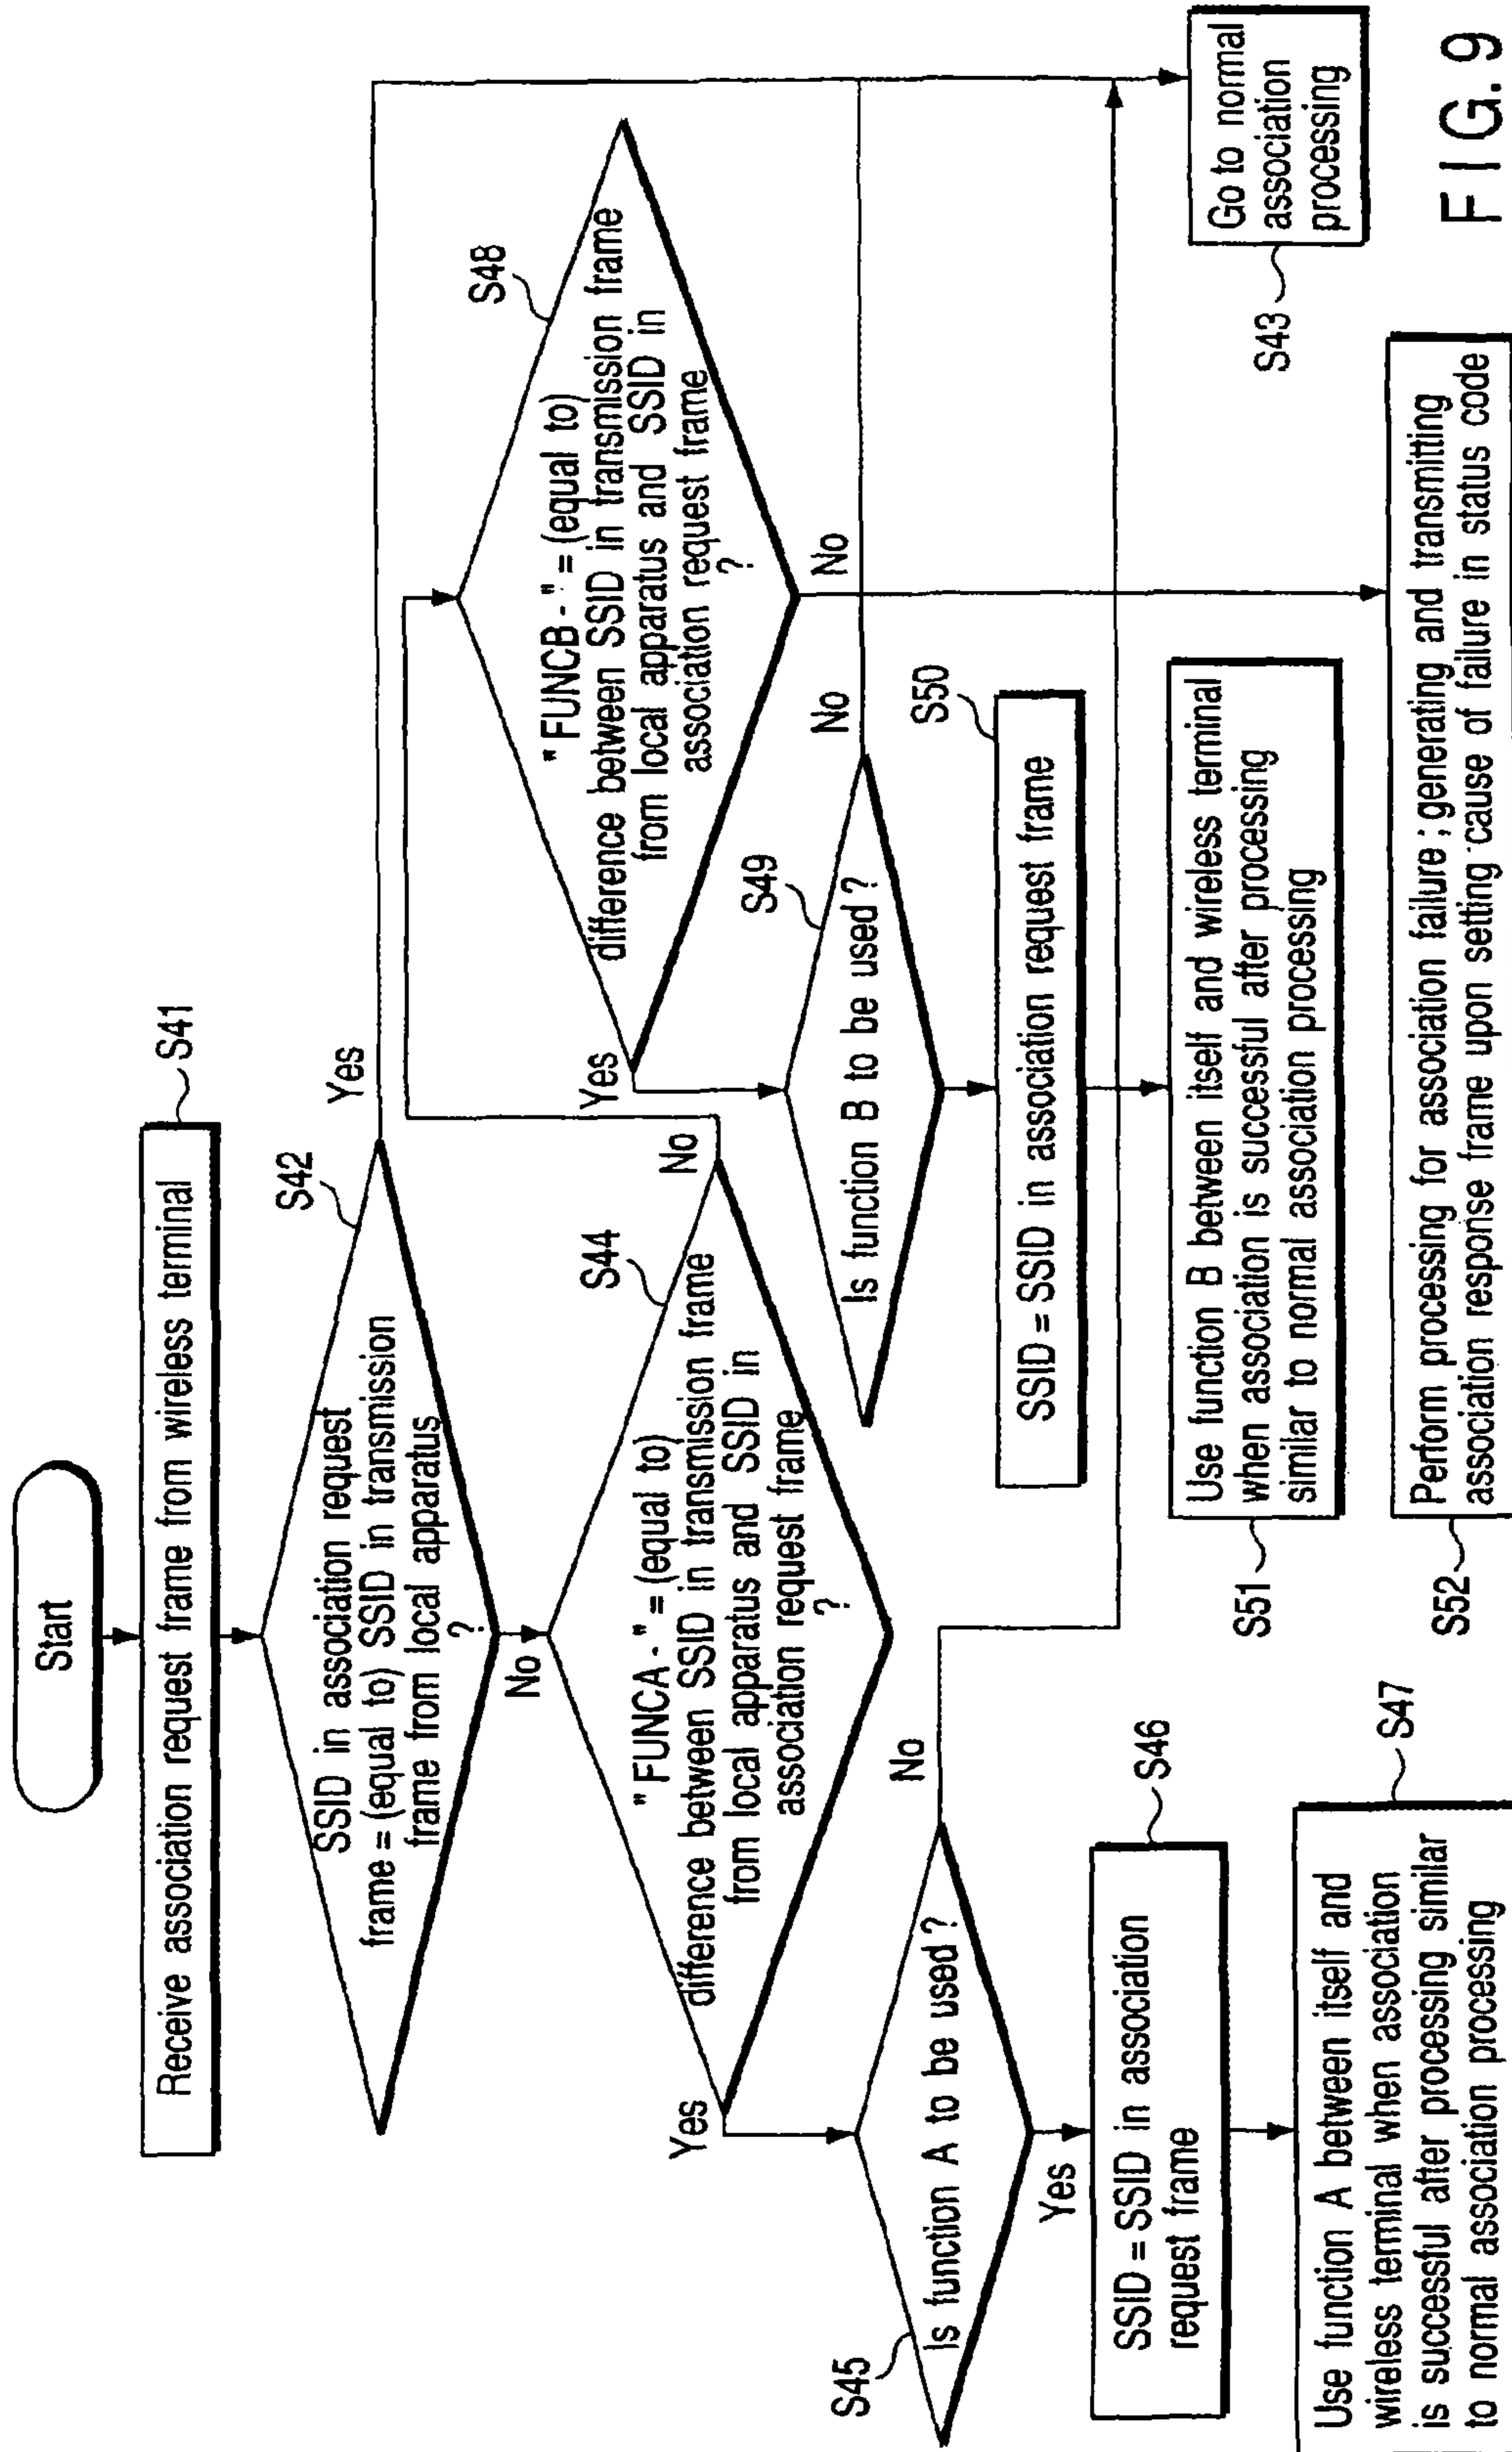 Start
Receive association request frame from wireless terminal
S41
S42
SSID in association request
frame = (equal to) SSID in transmission
frame from local apparatus
?
Yes
No
S44
" FUNCA - " = (equal to)
difference between SSID in transmission frame
from local apparatus and SSID in
association request frame
?
Yes
No
S45
Is function A to be used ?
No
Yes
S46
SSID = SSID in association
request frame
S47
Use function A between itself and
wireless terminal when association
is successful after processing similar
to normal association processing
S48
" FUNCB - " = (equal to)
difference between SSID in transmission frame
from local apparatus and SSID in
association request frame
?
Yes
No
S49
Is function B to be used ?
No
S50
SSID = SSID in association request frame
S51
Use function B between itself and wireless terminal
when association is successful after processing
similar to normal association processing
S52
Perform processing for association failure ; generating and transmitting
association response frame upon setting cause of failure in status code
S43
Go to normal
association
processing
FIG. 9